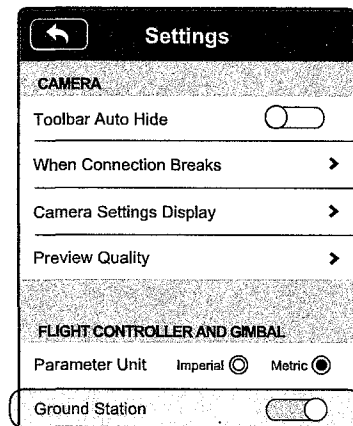 Settings
CAMERA
Toolbar Auto Hide
When Connection Breaks >
Camera Settings Display >
Preview Quality >
FLIGHT CONTROLLER AND GIMBAL
Parameter Unit Imperial Metric
Ground Station